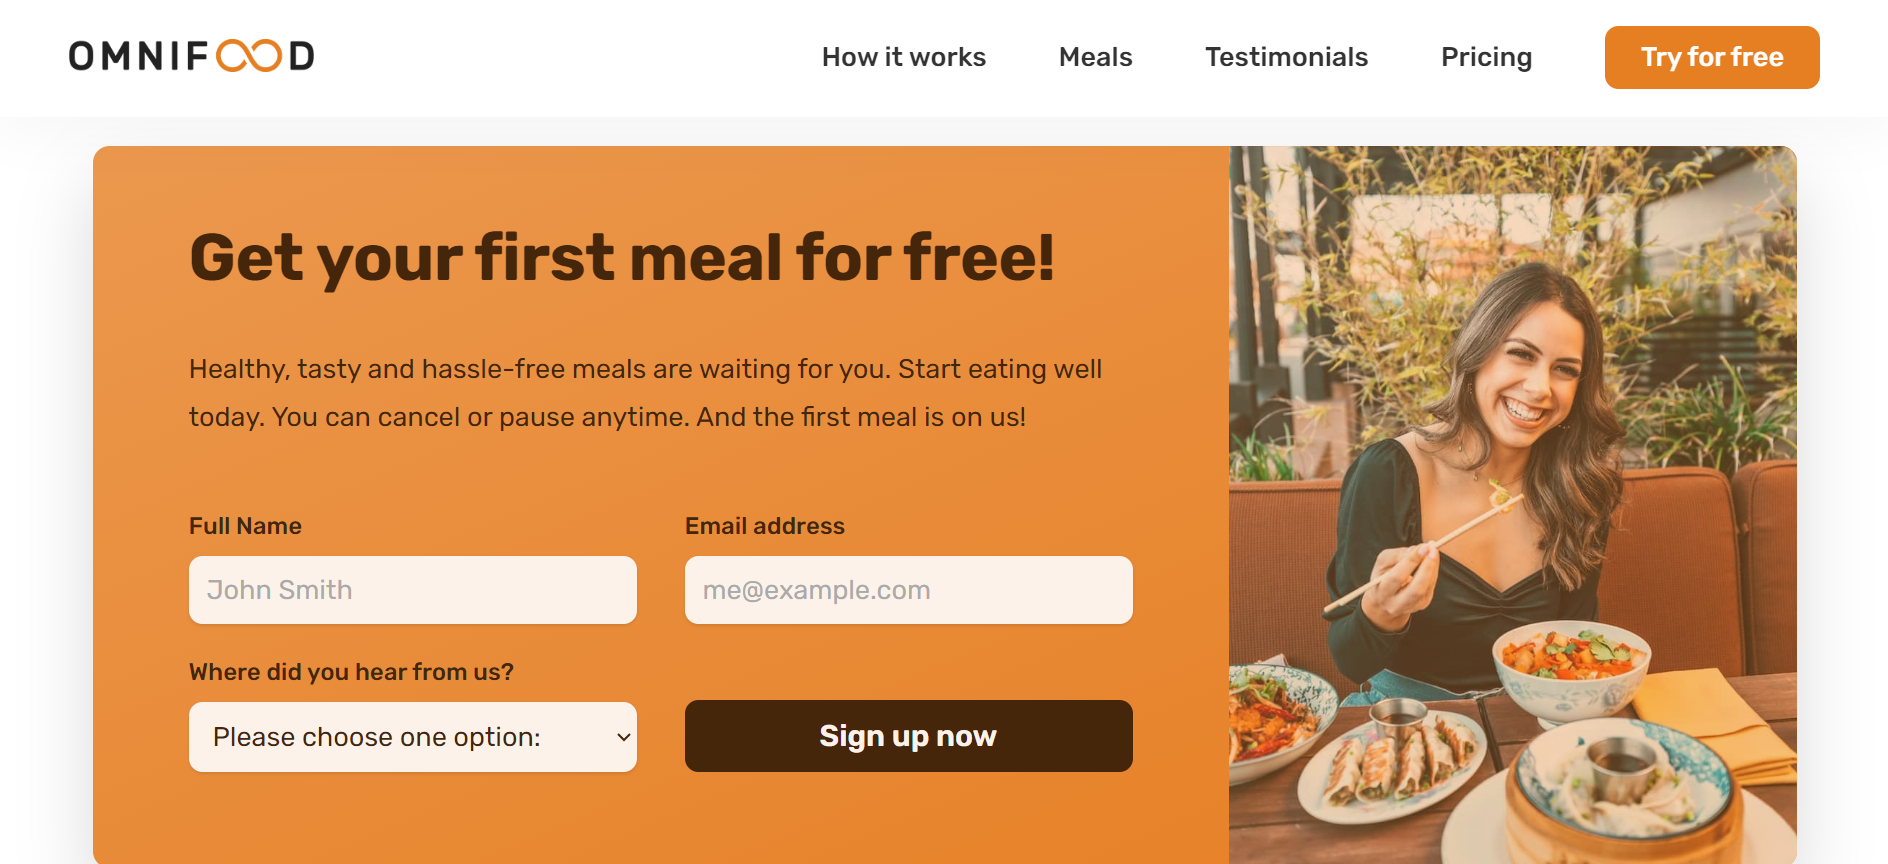 OMNIFOOD
How it works
Meals
Testimonials
Pricing
Try for free
Get your first meal for free!
Healthy, tasty and hassle-free meals are waiting for you. Start eating well
today. You can cancel or pause anytime. And the first meal is on us!
Full Name
Email address
John Smith
me@example.com
Where did you hear from us?
Please choose one option:
Sign up now